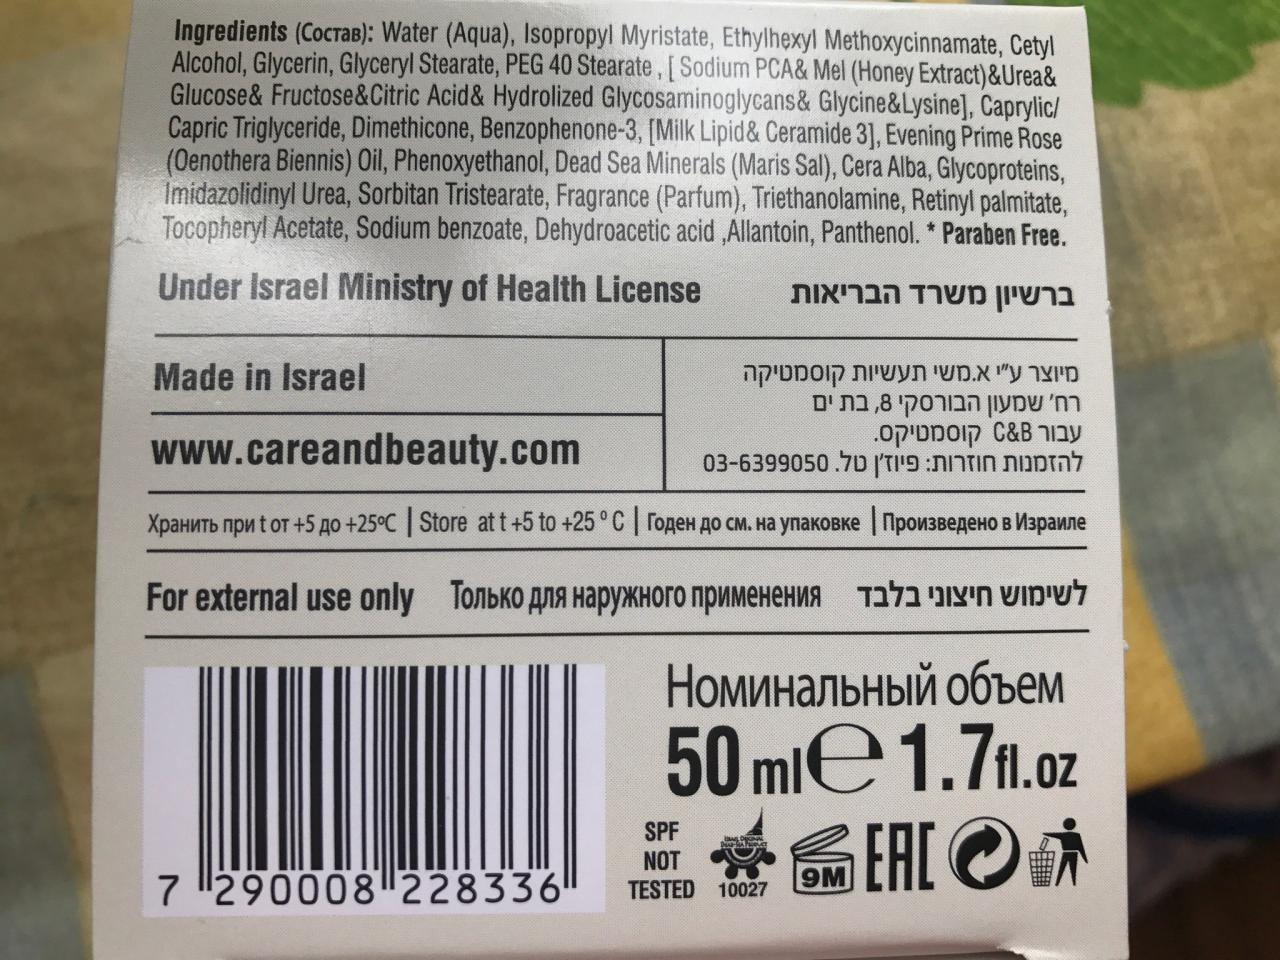 Ingredients (Состав): Water (Aqua), Isopropyl Myristate, Ethylhexyl Methoxycinnamate, Cetyl
Alcohol, Glycerin, Glyceryl Stearate, PEG 40 Stearate , [ Sodium PCA& Mel (Honey Extract)&Urea&
Glucose& Fructose&Citric Acid& Hydrolized Glycosaminoglycans& Glycine&Lysine], Caprylic/
Capric Triglyceride, Dimethicone, Benzophenone-3, [Milk Lipid& Ceramide 3], Evening Prime Rose
(Oenothera Biennis) Oil, Phenoxyethanol, Dead Sea Minerals (Maris Sal), Cera Alba, Glycoproteins,
Imidazolidinyl Urea, Sorbitan Tristearate, Fragrance (Parfum), Triethanolamine, Retinyl palmitate,
Tocopheryl Acetate, Sodium benzoate, Dehydroacetic acid ,Allantoin, Panthenol. * Paraben Free.
Under Israel Ministry of Health License ברשיון משרד הבריאות
Made in Israel
www.careandbeauty.com
מיוצר ע"י א.משי תעשיות קוסמטיקה
רח' שמעון הבורסקי 8, בת ים
עבור C&B קוסמטיקס.
להזמנות חוזרות: פיוז'ן טל. 03-6399050
Хранить при t от +5 до +25ºC | Store at t +5 to +25 º C | Годен до см. на упаковке | Произведено в Израиле
For external use only Только для наружного применения לשימוש חיצוני בלבד
Номинальный объем
50 ml e 1.7fl.oz
SPF
NOT
TESTED
ISRAEL ORIGINAL
DEAD-SEA PRODUCT
10027
9M
EAC
7 290008 228336